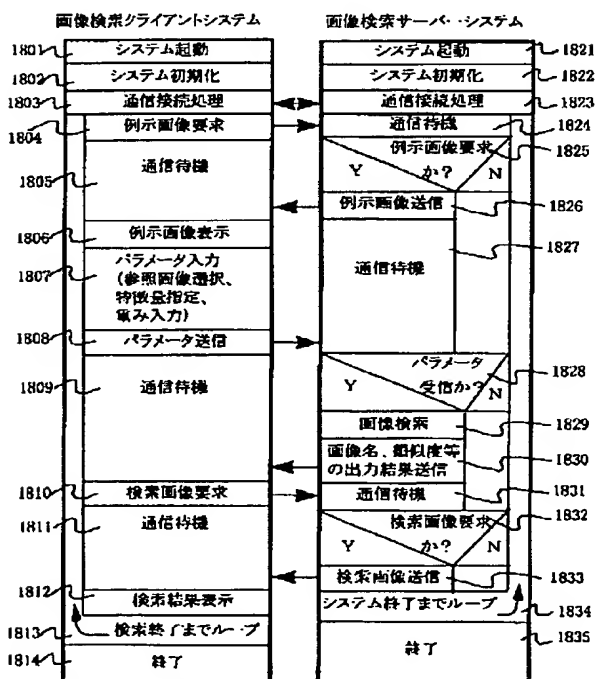 画像検索クライアントシステム
1801
システム起動
1802
システム初期化
1803
通信接続処理
1804
例示画像要求
1805
通信待機
1806
例示画像表示
1807
パラメータ入力
(参照画像選択、
特徴量指定、
重み入力)
1808
パラメータ送信
1809
通信待機
1810
検索画像要求
1811
通信待機
1812
検索結果表示
1813
検索終了までループ
1814
終了
画像検索サーバ・システム
システム起動
1821
システム初期化
1822
通信接続処理
1823
通信待機
1824
例示画像要求
1825
Y
か?
N
例示画像送信
1826
1827
通信待機
パラメータ
1828
Y
受信か?
N
画像検索
1829
画像名、類似度等
の出力結果送信
1830
通信待機
1831
検索画像要求
1832
Y
か?
N
検索画像送信
1833
システム終了までループ
1834
1835
終了